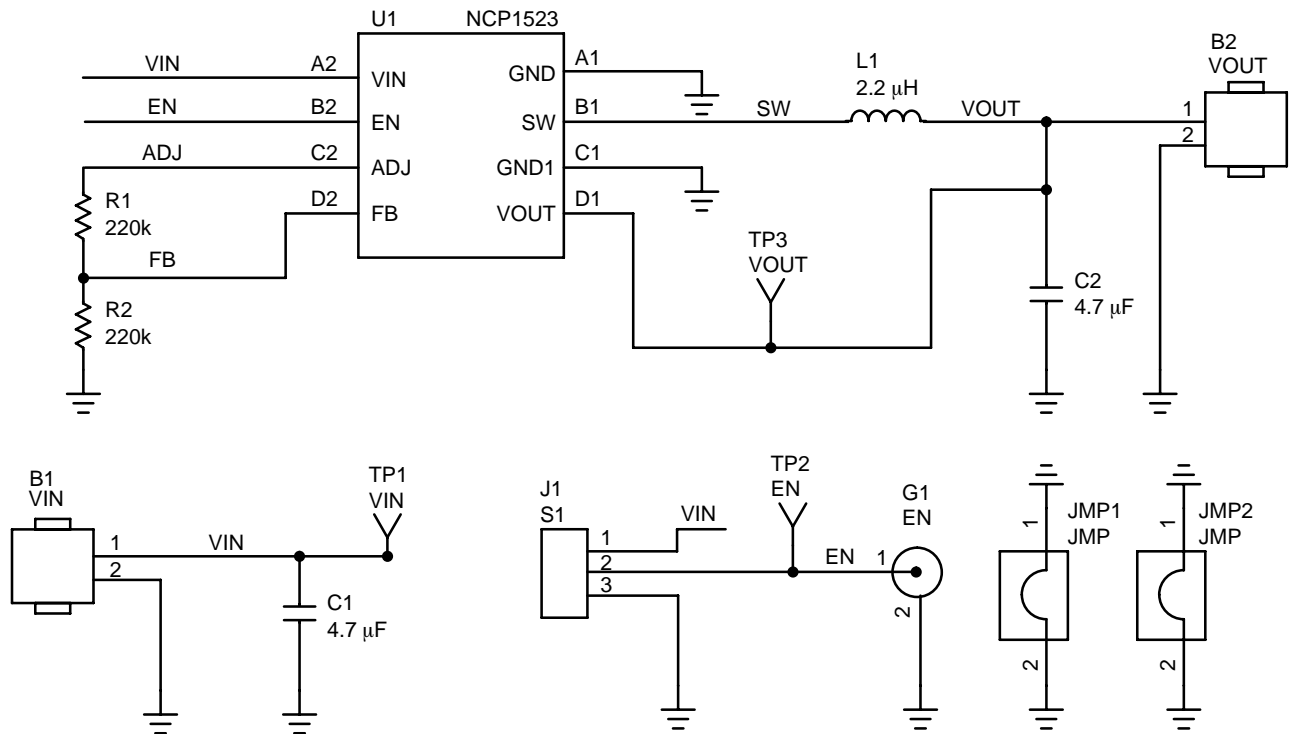 U1 NCP1523
VIN A2 VIN GND A1
EN B2 EN SW B1 SW
L1
2.2 μH
VOUT
B2
VOUT
1
2
ADJ C2 ADJ GND1 C1
R1
220k
D2 FB VOUT D1
FB
TP3
VOUT
R2
220k
C2
4.7 μF
B1
VIN
1
2
VIN
TP1
VIN
C1
4.7 μF
J1
S1
1
2
3
VIN
TP2
EN
EN
G1
EN
1
2
1
JMP1
JMP
2
1
JMP2
JMP
2